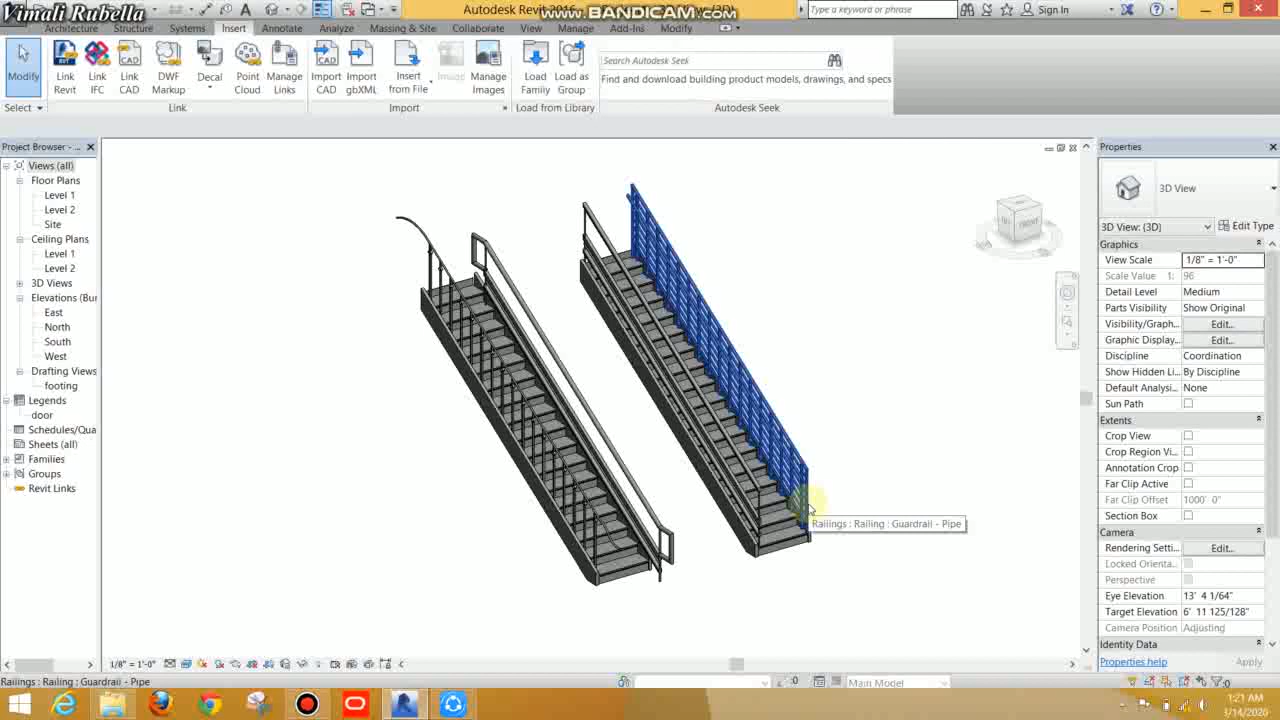 Vimali Rubella
Autodesk Revit 2016
www.BANDICAM.com
Type a keyword or phrase
Sign In
Architecture Structure Systems Insert Annotate Analyze Massing & Site Collaborate View Manage Add-Ins Modify
Modify
Link Revit
Link IFC
Link CAD
DWF Markup
Decal
Point Cloud
Manage Links
Import CAD
Import gbXML
Insert from File
Image
Manage Images
Load Family
Load as Group
Search Autodesk Seek
Find and download building product models, drawings, and specs
Select
Link
Import
Load from Library
Autodesk Seek
Project Browser - ...
Views (all)
Floor Plans
Level 1
Level 2
Site
Ceiling Plans
Level 1
Level 2
3D Views
Elevations (Bui
East
North
South
West
Drafting Views
footing
Legends
door
Schedules/Qua
Sheets (all)
Families
Groups
Revit Links
FRONT
Railings : Railing : Guardrail - Pipe
Properties
3D View
3D View: (3D)
Edit Type
Graphics
View Scale 1/8" = 1'-0"
Scale Value 1: 96
Detail Level Medium
Parts Visibility Show Original
Visibility/Graph... Edit...
Graphic Display... Edit...
Discipline Coordination
Show Hidden Li... By Discipline
Default Analysi... None
Sun Path
Extents
Crop View
Crop Region Vi...
Annotation Crop
Far Clip Active
Far Clip Offset 1000' 0"
Section Box
Camera
Rendering Setti... Edit...
Locked Orienta...
Perspective
Eye Elevation 13' 4 1/64"
Target Elevation 6' 11 125/128"
Camera Position Adjusting
Identity Data
Properties help
Apply
1/8" = 1'-0"
Railings : Railing : Guardrail - Pipe
:0
Main Model
:0
1:21 AM
3/14/2020